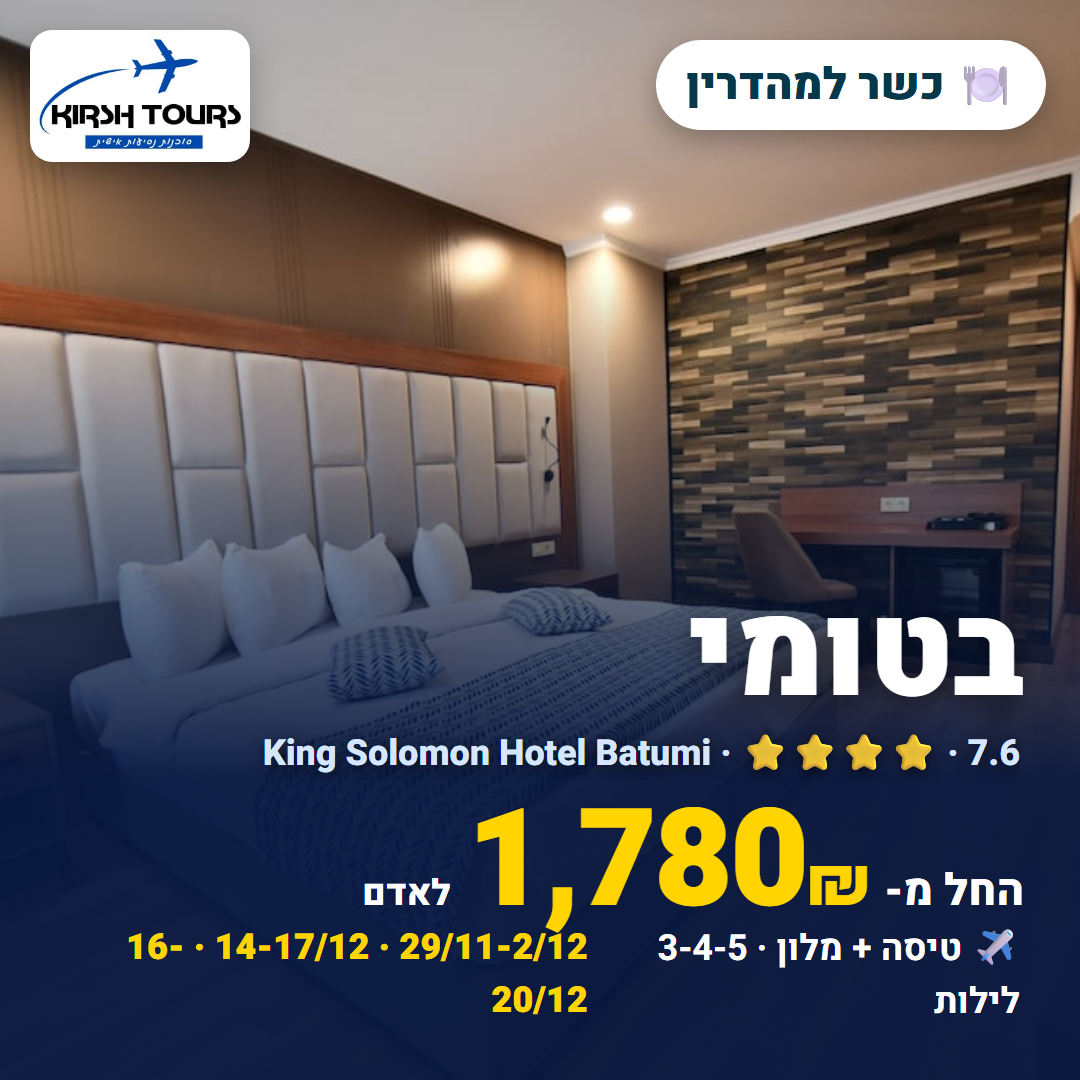 KIRSH TOURS
סוכנות נסיעות אישית
כשר למהדרין
בטומי
7.6 · ⭐⭐⭐⭐ · King Solomon Hotel Batumi
החל מ- ₪1,780 לאדם
טיסה + מלון · 3-4-5
לילות
29/11-2/12 · 14-17/12 · 16-
20/12